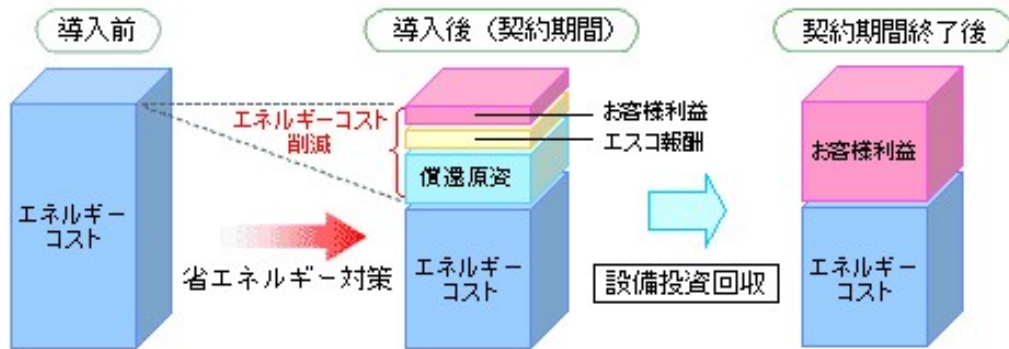 導入前
導入後（契約期間）
契約期間終了後
エネルギーコスト
削減
お客様利益
エスコ報酬
償還原資
お客様利益
エネルギー
コスト
エネルギー
コスト
エネルギー
コスト
省エネルギー対策
設備投資回収